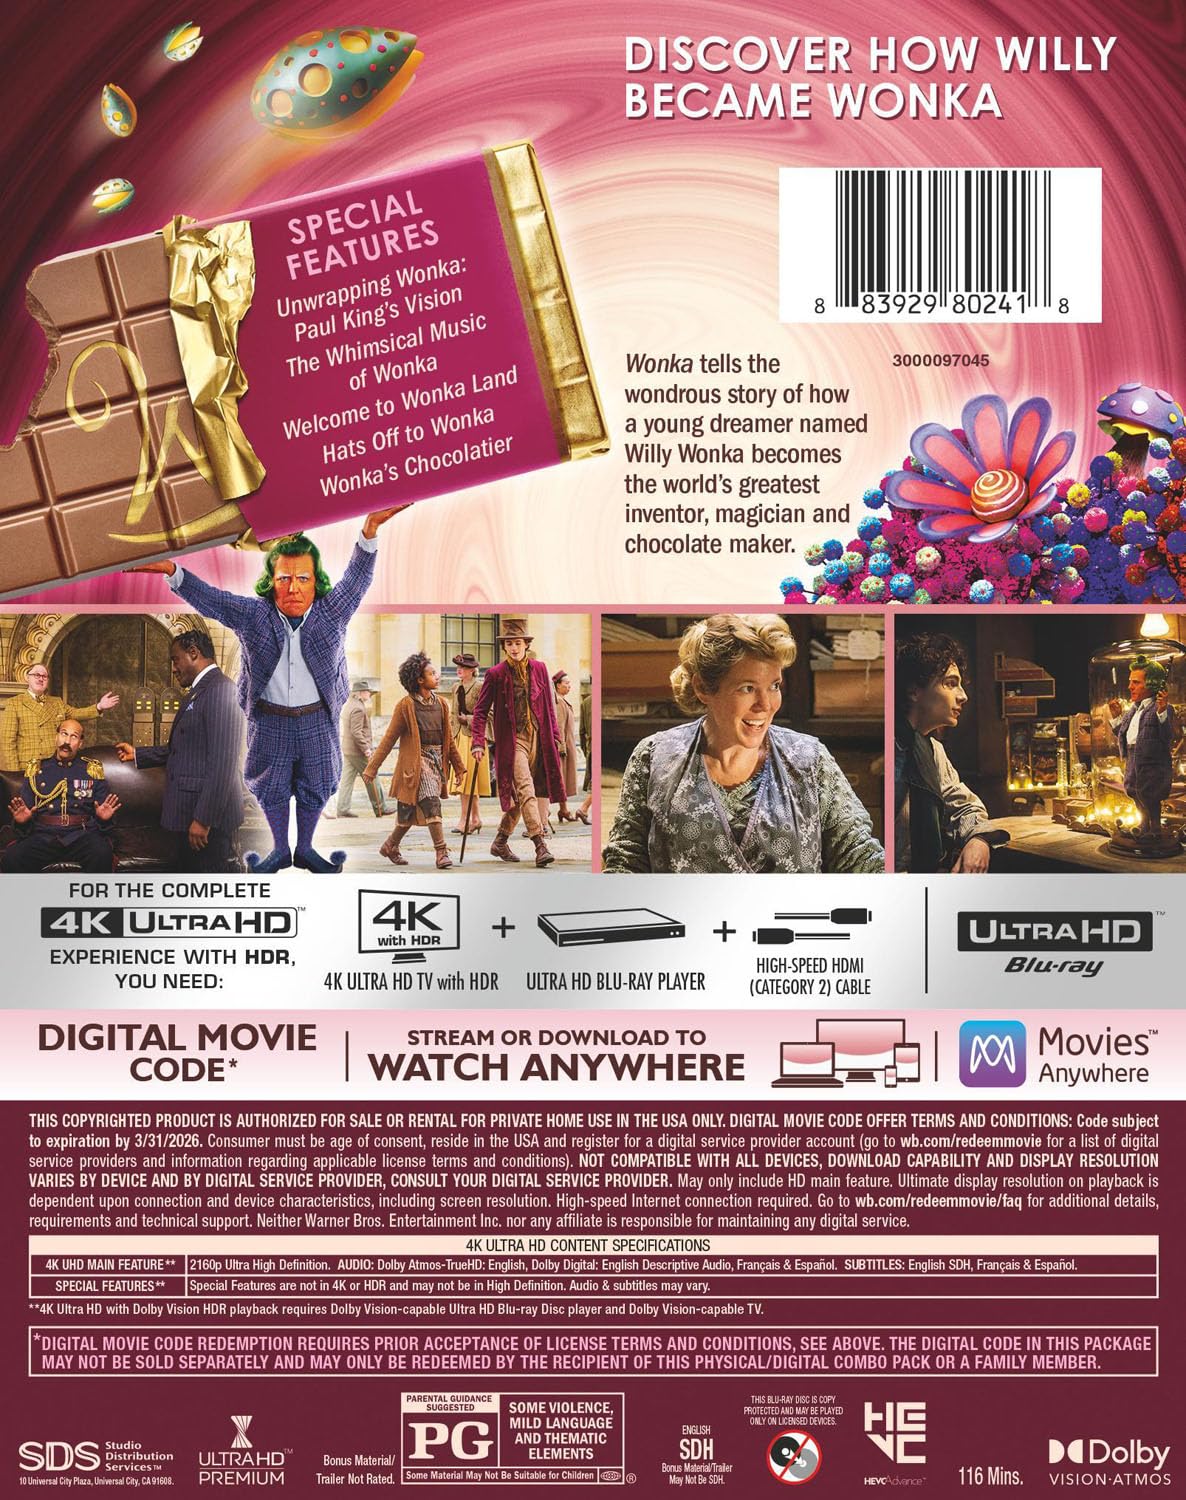 DISCOVER HOW WILLY
BECAME WONKA
SPECIAL
FEATURES
Unwrapping Wonka:
Paul King's Vision
The Whimsical Music
of Wonka
Welcome to Wonka Land
Hats Off to Wonka
Wonka's Chocolatier
8 83929 80241 8
3000097045
Wonka tells the
wondrous story of how
a young dreamer named
Willy Wonka becomes
the world's greatest
inventor, magician and
chocolate maker.
FOR THE COMPLETE
4K ULTRA HD™
EXPERIENCE WITH HDR,
YOU NEED:
4K
with HDR
4K ULTRA HD TV with HDR
+
ULTRA HD BLU-RAY PLAYER
+
HIGH-SPEED HDMI
(CATEGORY 2) CABLE
ULTRA HD™
Blu-ray
DIGITAL MOVIE
CODE*
STREAM OR DOWNLOAD TO
WATCH ANYWHERE
Movies™
Anywhere
THIS COPYRIGHTED PRODUCT IS AUTHORIZED FOR SALE OR RENTAL FOR PRIVATE HOME USE IN THE USA ONLY. DIGITAL MOVIE CODE OFFER TERMS AND CONDITIONS: Code subject
to expiration by 3/31/2026. Consumer must be age of consent, reside in the USA and register for a digital service provider account (go to wb.com/redeemmovie for a list of digital
service providers and information regarding applicable license terms and conditions). NOT COMPATIBLE WITH ALL DEVICES, DOWNLOAD CAPABILITY AND DISPLAY RESOLUTION
VARIES BY DEVICE AND BY DIGITAL SERVICE PROVIDER, CONSULT YOUR DIGITAL SERVICE PROVIDER. May only include HD main feature. Ultimate display resolution on playback is
dependent upon connection and device characteristics, including screen resolution. High-speed Internet connection required. Go to wb.com/redeemmovie/faq for additional details,
requirements and technical support. Neither Warner Bros. Entertainment Inc. nor any affiliate is responsible for maintaining any digital service.
4K ULTRA HD CONTENT SPECIFICATIONS
4K UHD MAIN FEATURE** 2160p Ultra High Definition. AUDIO: Dolby Atmos-TrueHD: English, Dolby Digital: English Descriptive Audio, Français & Español. SUBTITLES: English SDH, Français & Español.
SPECIAL FEATURES** Special Features are not in 4K or HDR and may not be in High Definition. Audio & subtitles may vary.
**4K Ultra HD with Dolby Vision HDR playback requires Dolby Vision-capable Ultra HD Blu-ray Disc player and Dolby Vision-capable TV.
*DIGITAL MOVIE CODE REDEMPTION REQUIRES PRIOR ACCEPTANCE OF LICENSE TERMS AND CONDITIONS, SEE ABOVE. THE DIGITAL CODE IN THIS PACKAGE
MAY NOT BE SOLD SEPARATELY AND MAY ONLY BE REDEEMED BY THE RECIPIENT OF THIS PHYSICAL/DIGITAL COMBO PACK OR A FAMILY MEMBER.
SDS Studio
Distribution
Services™
10 Universal City Plaza, Universal City, CA 91608.
ULTRA HD™
PREMIUM
Bonus Material/
Trailer Not Rated.
PARENTAL GUIDANCE
SUGGESTED
PG
SOME VIOLENCE,
MILD LANGUAGE
AND THEMATIC
ELEMENTS
Some Material May Not Be Suitable for Children
®
ENGLISH
SDH
Bonus Material/Trailer
May Not Be SDH.
THIS BLU-RAY DISC IS COPY
PROTECTED AND MAY BE PLAYED
ONLY ON LICENSED DEVICES.
HEVC
HEVCAdvance™
116 Mins.
Dolby
VISION·ATMOS